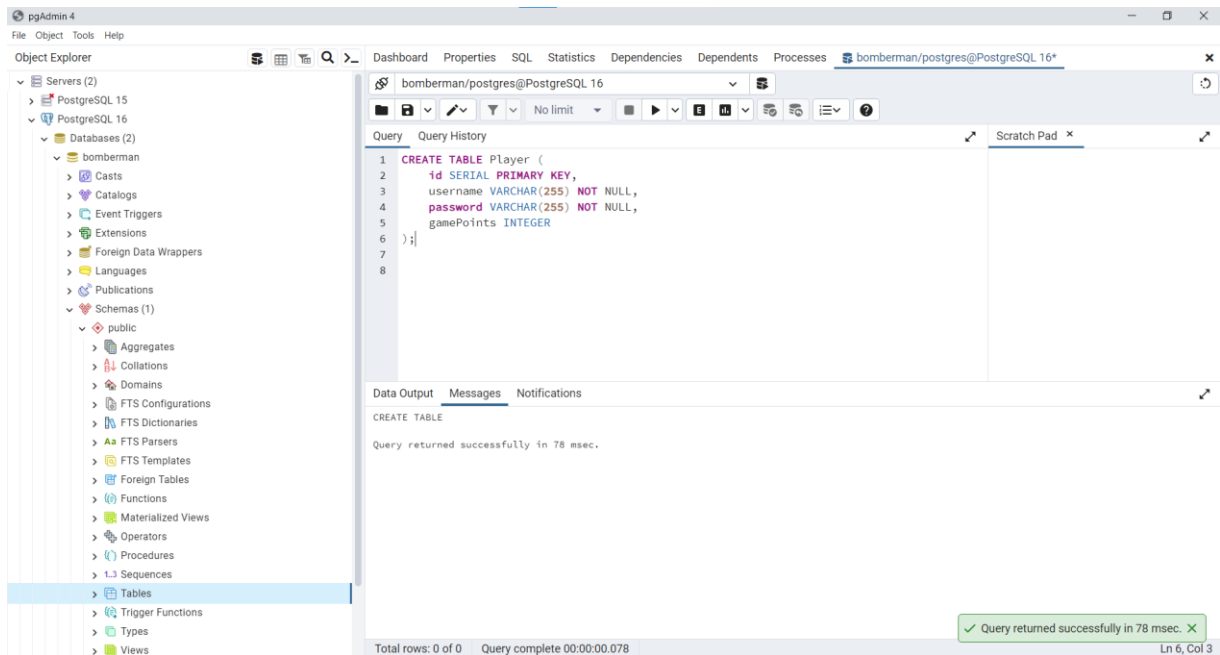 pgAdmin 4
File Object Tools Help
Object Explorer
Servers (2)
PostgreSQL 15
PostgreSQL 16
Databases (2)
bomberman
Casts
Catalogs
Event Triggers
Extensions
Foreign Data Wrappers
Languages
Publications
Schemas (1)
public
Aggregates
Collations
Domains
FTS Configurations
FTS Dictionaries
FTS Parsers
FTS Templates
Foreign Tables
Functions
Materialized Views
Operators
Procedures
Sequences
Tables
Trigger Functions
Types
Views
Dashboard Properties SQL Statistics Dependencies Dependents Processes bomberman/postgres@PostgreSQL 16*
bomberman/postgres@PostgreSQL 16
No limit
Query Query History
Scratch Pad
1 CREATE TABLE Player (
2 id SERIAL PRIMARY KEY,
3 username VARCHAR(255) NOT NULL,
4 password VARCHAR(255) NOT NULL,
5 gamePoints INTEGER
6 );
7
8
Data Output Messages Notifications
CREATE TABLE
Query returned successfully in 78 msec.
Query returned successfully in 78 msec.
Total rows: 0 of 0 Query complete 00:00:00.078 Ln 6, Col 3